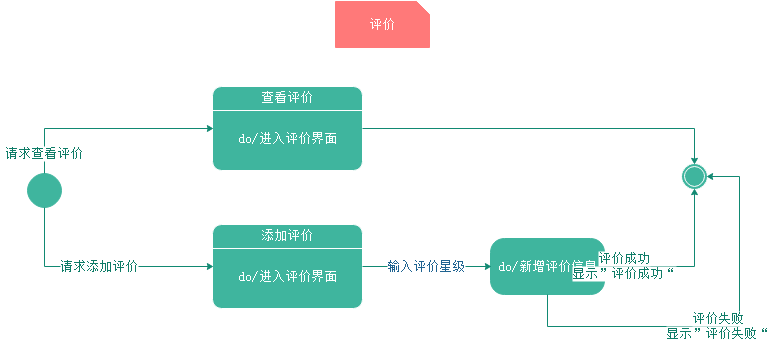 评价
查看评价
do/进入评价界面
请求查看评价
添加评价
do/进入评价界面
请求添加评价
输入评价星级
do/新增评价信息
评价成功
显示”评价成功“
评价失败
显示”评价失败“